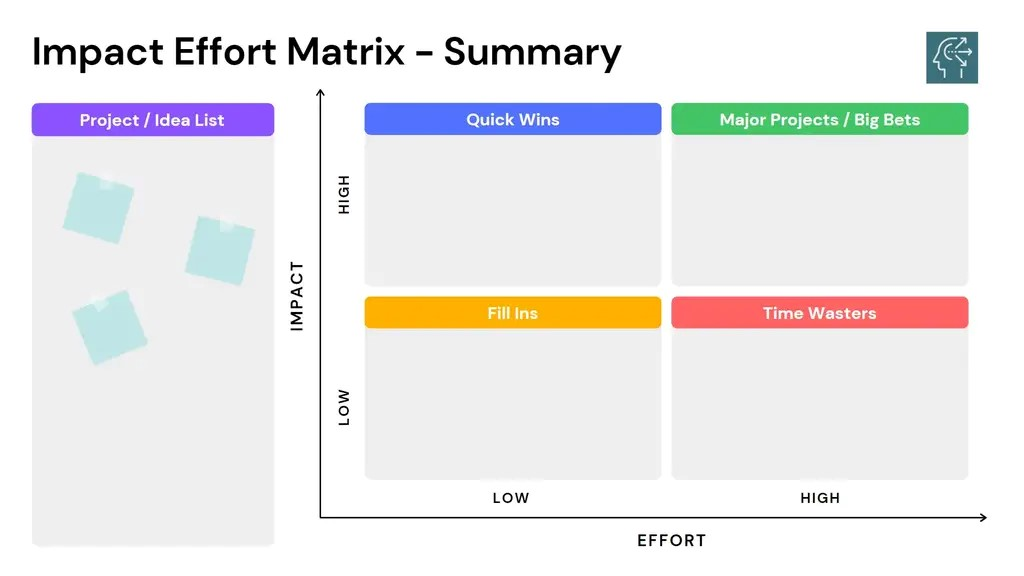 Impact Effort Matrix - Summary
Project / Idea List
Quick Wins
Major Projects / Big Bets
HIGH
IMPACT
Fill Ins
Time Wasters
LOW
LOW
HIGH
EFFORT